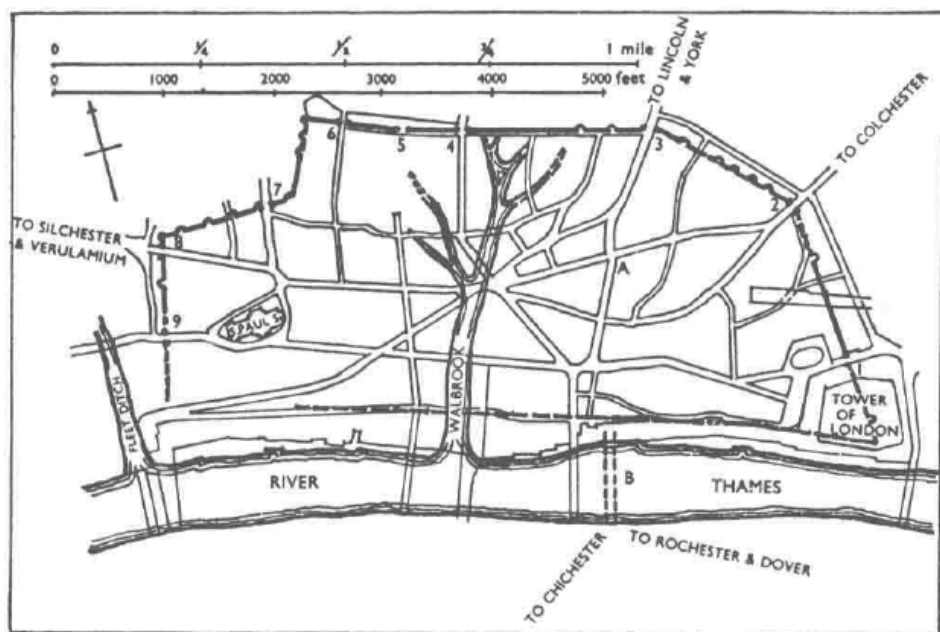 0 ¼ ½ ¾ 1 mile
0 1000 2000 3000 4000 5000 feet
TO LINCOLN
& YORK
TO COLCHESTER
6
5
4
3
2
7
8
TO SILCHESTER
& VERULAMIUM
A
9
S PAUL S
FLEET DITCH
WALBROOK
TOWER
OF
LONDON
RIVER
B
THAMES
TO CHICHESTER
TO ROCHESTER & DOVER